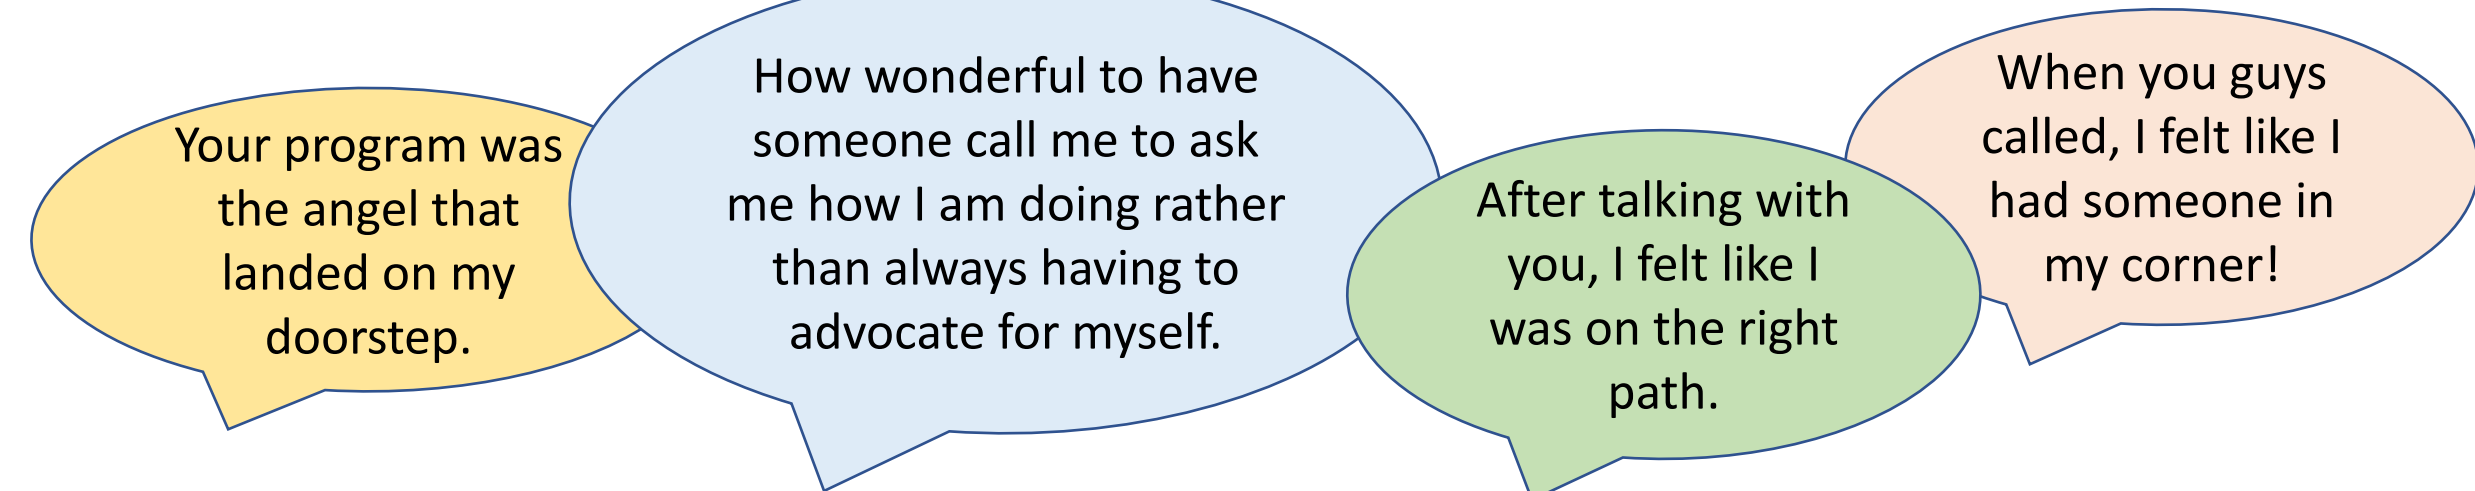 Your program was
the angel that
landed on my
doorstep.
How wonderful to have
someone call me to ask
me how I am doing rather
than always having to
advocate for myself.
After talking with
you, I felt like I
was on the right
path.
When you guys
called, I felt like I
had someone in
my corner!